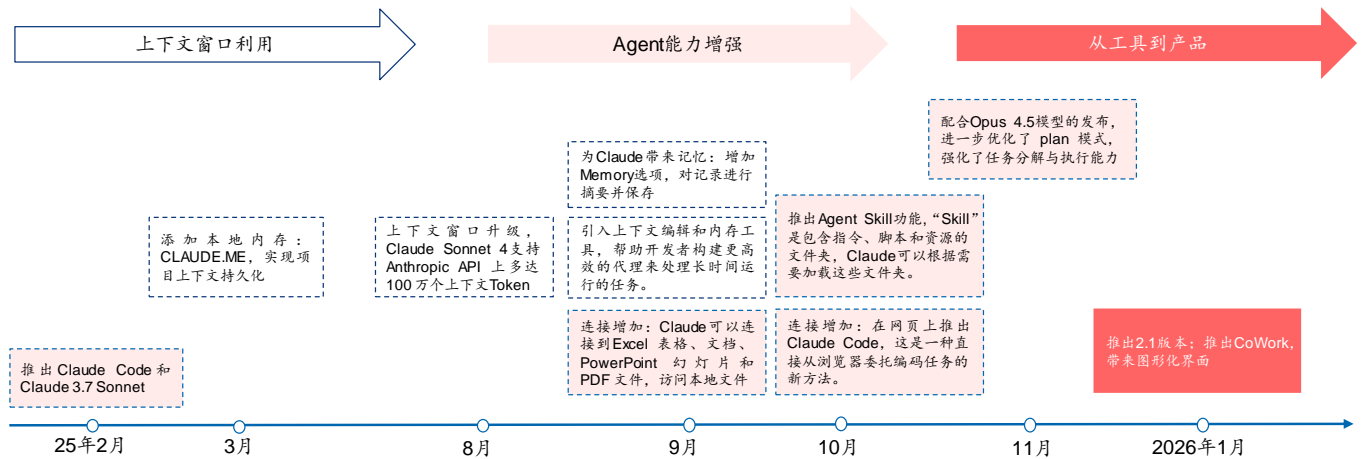 上下文窗口利用
Agent能力增强
从工具到产品
配合Opus 4.5模型的发布，
进一步优化了 plan 模式，
强化了任务分解与执行能力
为Claude带来记忆：增加
Memory选项，对记录进行
摘要并保存
添加本地内存：
CLAUDE.ME，实现项
目上下文持久化
上下文窗口升级，
Claude Sonnet 4支持
Anthropic API 上多达
100万个上下文Token
引入上下文编辑和内存工
具，帮助开发者构建更高
效的代理来处理长时间运
行的任务。
推出Agent Skill功能，“Skill”
是包含指令、脚本和资源的
文件夹，Claude可以根据需
要加载这些文件夹。
推出 Claude Code 和
Claude 3.7 Sonnet
连接增加：Claude可以连
接到Excel 表格、文档、
PowerPoint 幻灯片和
PDF文件，访问本地文件
连接增加：在网页上推出
Claude Code，这是一种直
接从浏览器委托编码任务的
新方法。
推出2.1版本；推出CoWork，
带来图形化界面
25年2月
3月
8月
9月
10月
11月
2026年1月